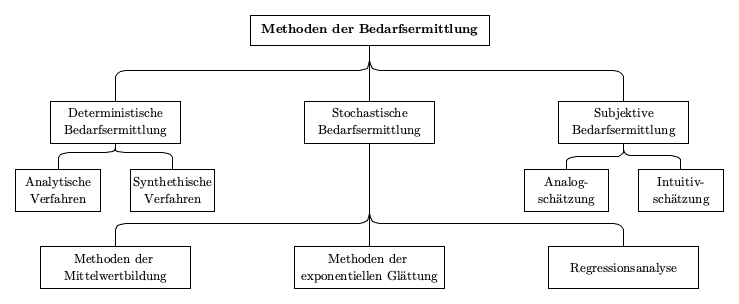 Methoden der Bedarfsermittlung
Deterministische
Bedarfsermittlung
Stochastische
Bedarfsermittlung
Subjektive
Bedarfsermittlung
Analytische
Verfahren
Synthethische
Verfahren
Analog-
schätzung
Intuitiv-
schätzung
Methoden der
Mittelwertbildung
Methoden der
exponentiellen Glättung
Regressionsanalyse